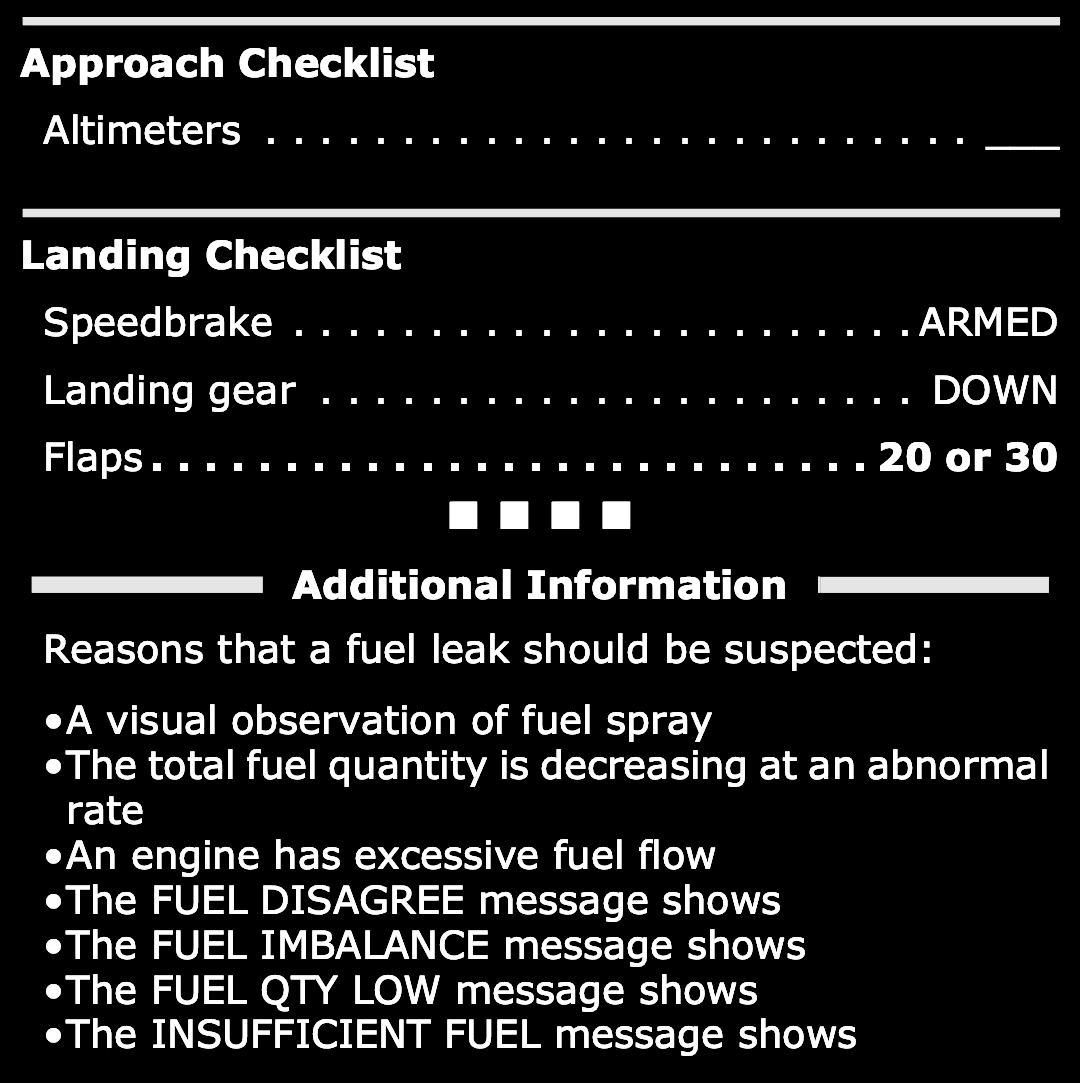 Approach Checklist
Altimeters . . . . . . . . . . . . . . . . . . . . . . . . . . ___
Landing Checklist
Speedbrake . . . . . . . . . . . . . . . . . . . . . . . ARMED
Landing gear . . . . . . . . . . . . . . . . . . . . . . DOWN
Flaps . . . . . . . . . . . . . . . . . . . . . . . . . . . 20 or 30
■ ■ ■ ■
Additional Information
Reasons that a fuel leak should be suspected:
•A visual observation of fuel spray
•The total fuel quantity is decreasing at an abnormal
rate
•An engine has excessive fuel flow
•The FUEL DISAGREE message shows
•The FUEL IMBALANCE message shows
•The FUEL QTY LOW message shows
•The INSUFFICIENT FUEL message shows